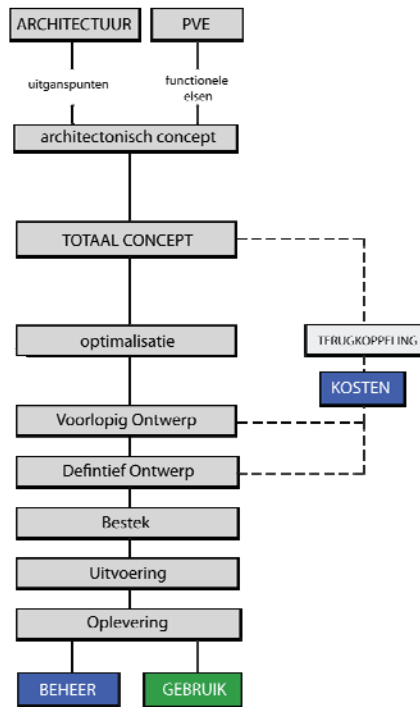 ARCHITECTUUR PVE
uitganspunten functionele
eisen
architectonisch concept
TOTAAL CONCEPT
optimalisatie
TERUGKOPPELING
KOSTEN
Voorlopig Ontwerp
Defintief Ontwerp
Bestek
Uitvoering
Oplevering
BEHEER GEBRUIK